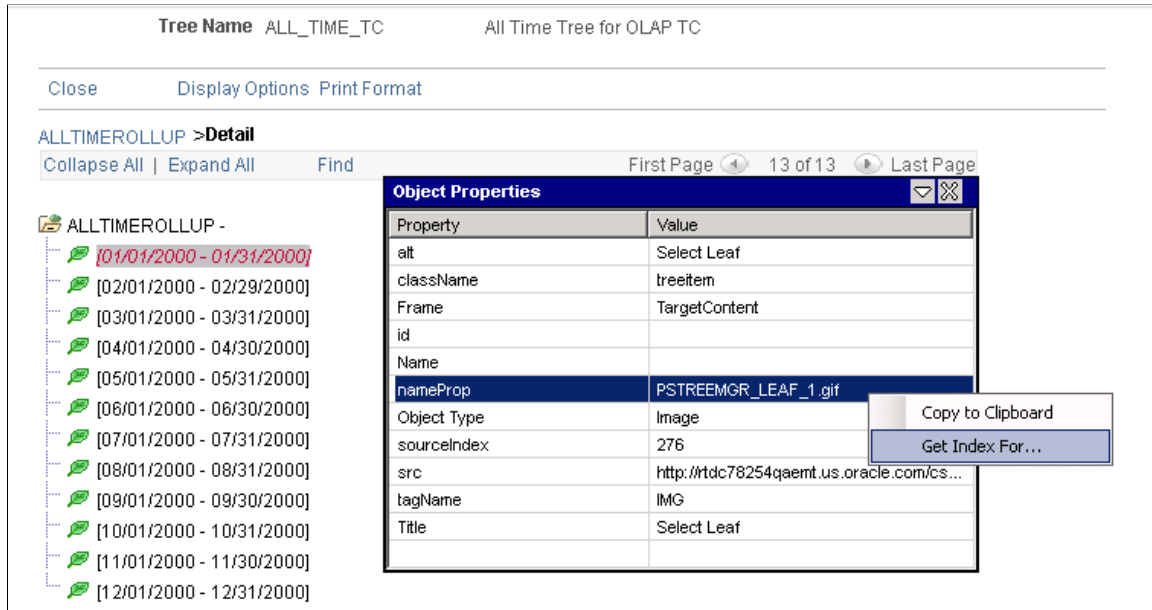 Tree Name ALL_TIME_TC All Time Tree for OLAP TC
Close Display Options Print Format
ALLTIMEROLLUP >Detail
Collapse All | Expand All Find First Page 13 of 13 Last Page
ALLTIMEROLLUP -
[01/01/2000 - 01/31/2000]
[02/01/2000 - 02/29/2000]
[03/01/2000 - 03/31/2000]
[04/01/2000 - 04/30/2000]
[05/01/2000 - 05/31/2000]
[06/01/2000 - 06/30/2000]
[07/01/2000 - 07/31/2000]
[08/01/2000 - 08/31/2000]
[09/01/2000 - 09/30/2000]
[10/01/2000 - 10/31/2000]
[11/01/2000 - 11/30/2000]
[12/01/2000 - 12/31/2000]
Object Properties
Property Value
alt Select Leaf
className treeitem
Frame TargetContent
id
Name
nameProp PSTREEMGR_LEAF_1.gif
Object Type Image
sourceIndex 276
src http://rtdc78254qaemt.us.oracle.com/cs...
tagName IMG
Title Select Leaf
Copy to Clipboard
Get Index For...